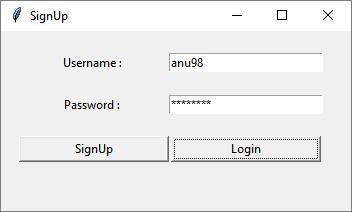 SignUp
Username : anu98
Password : ********
SignUp Login